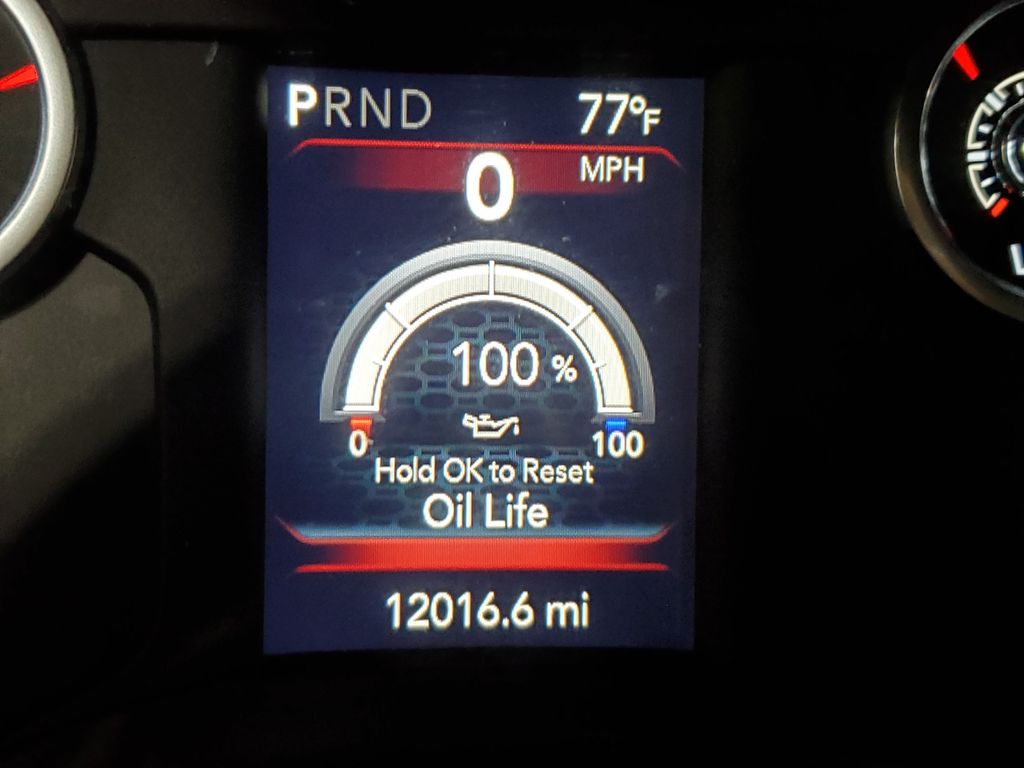 PRND 77°F
0 MPH
100 %
0 100
Hold OK to Reset
Oil Life
12016.6 mi
L